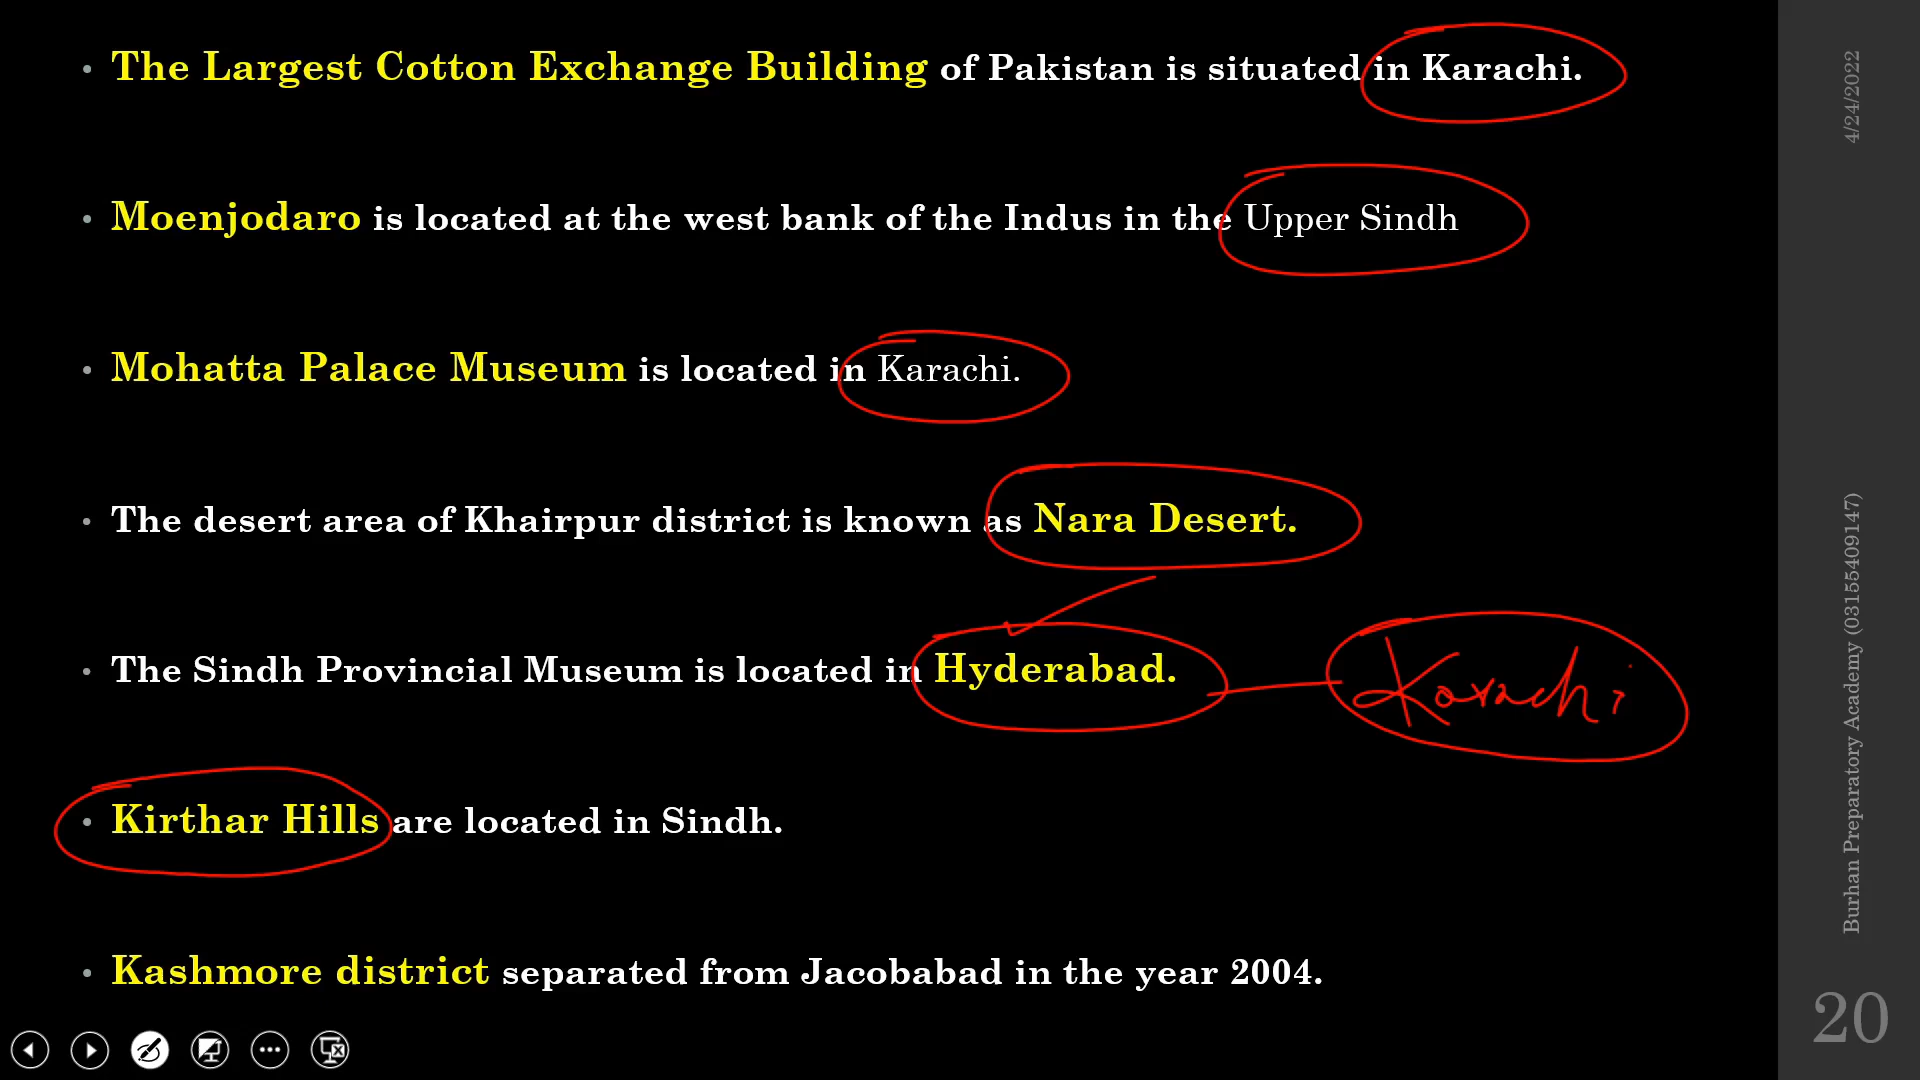 • The Largest Cotton Exchange Building of Pakistan is situated in Karachi.
• Moenjodaro is located at the west bank of the Indus in the Upper Sindh
• Mohatta Palace Museum is located in Karachi.
• The desert area of Khairpur district is known as Nara Desert.
• The Sindh Provincial Museum is located in Hyderabad. Karachi
• Kirthar Hills are located in Sindh.
• Kashmore district separated from Jacobabad in the year 2004.
4/24/2022
Burhan Preparatory Academy (03155409147)
20